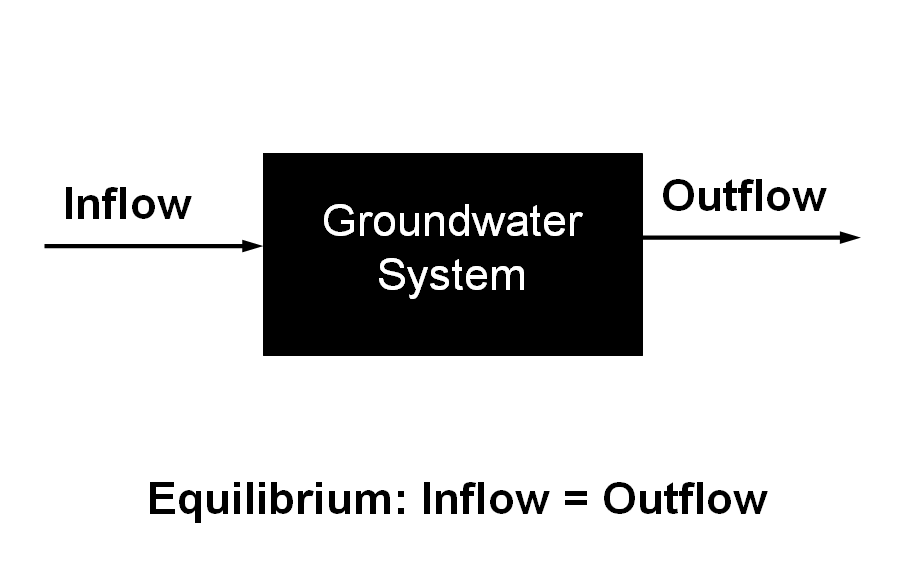 Inflow
Groundwater
System
Outflow
Equilibrium: Inflow = Outflow